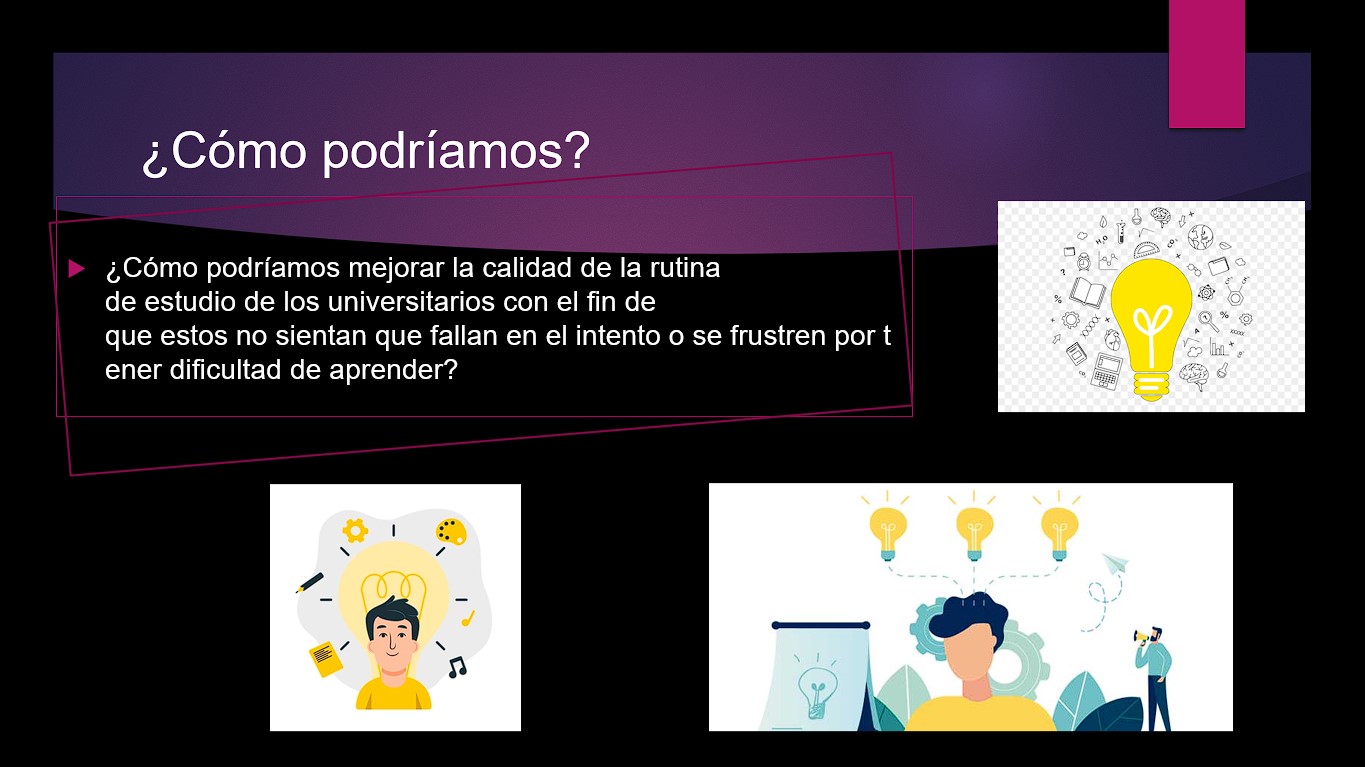 ¿Cómo podríamos?
¿Cómo podríamos mejorar la calidad de la rutina
de estudio de los universitarios con el fin de
que estos no sientan que fallan en el intento o se frustren por t
ener dificultad de aprender?